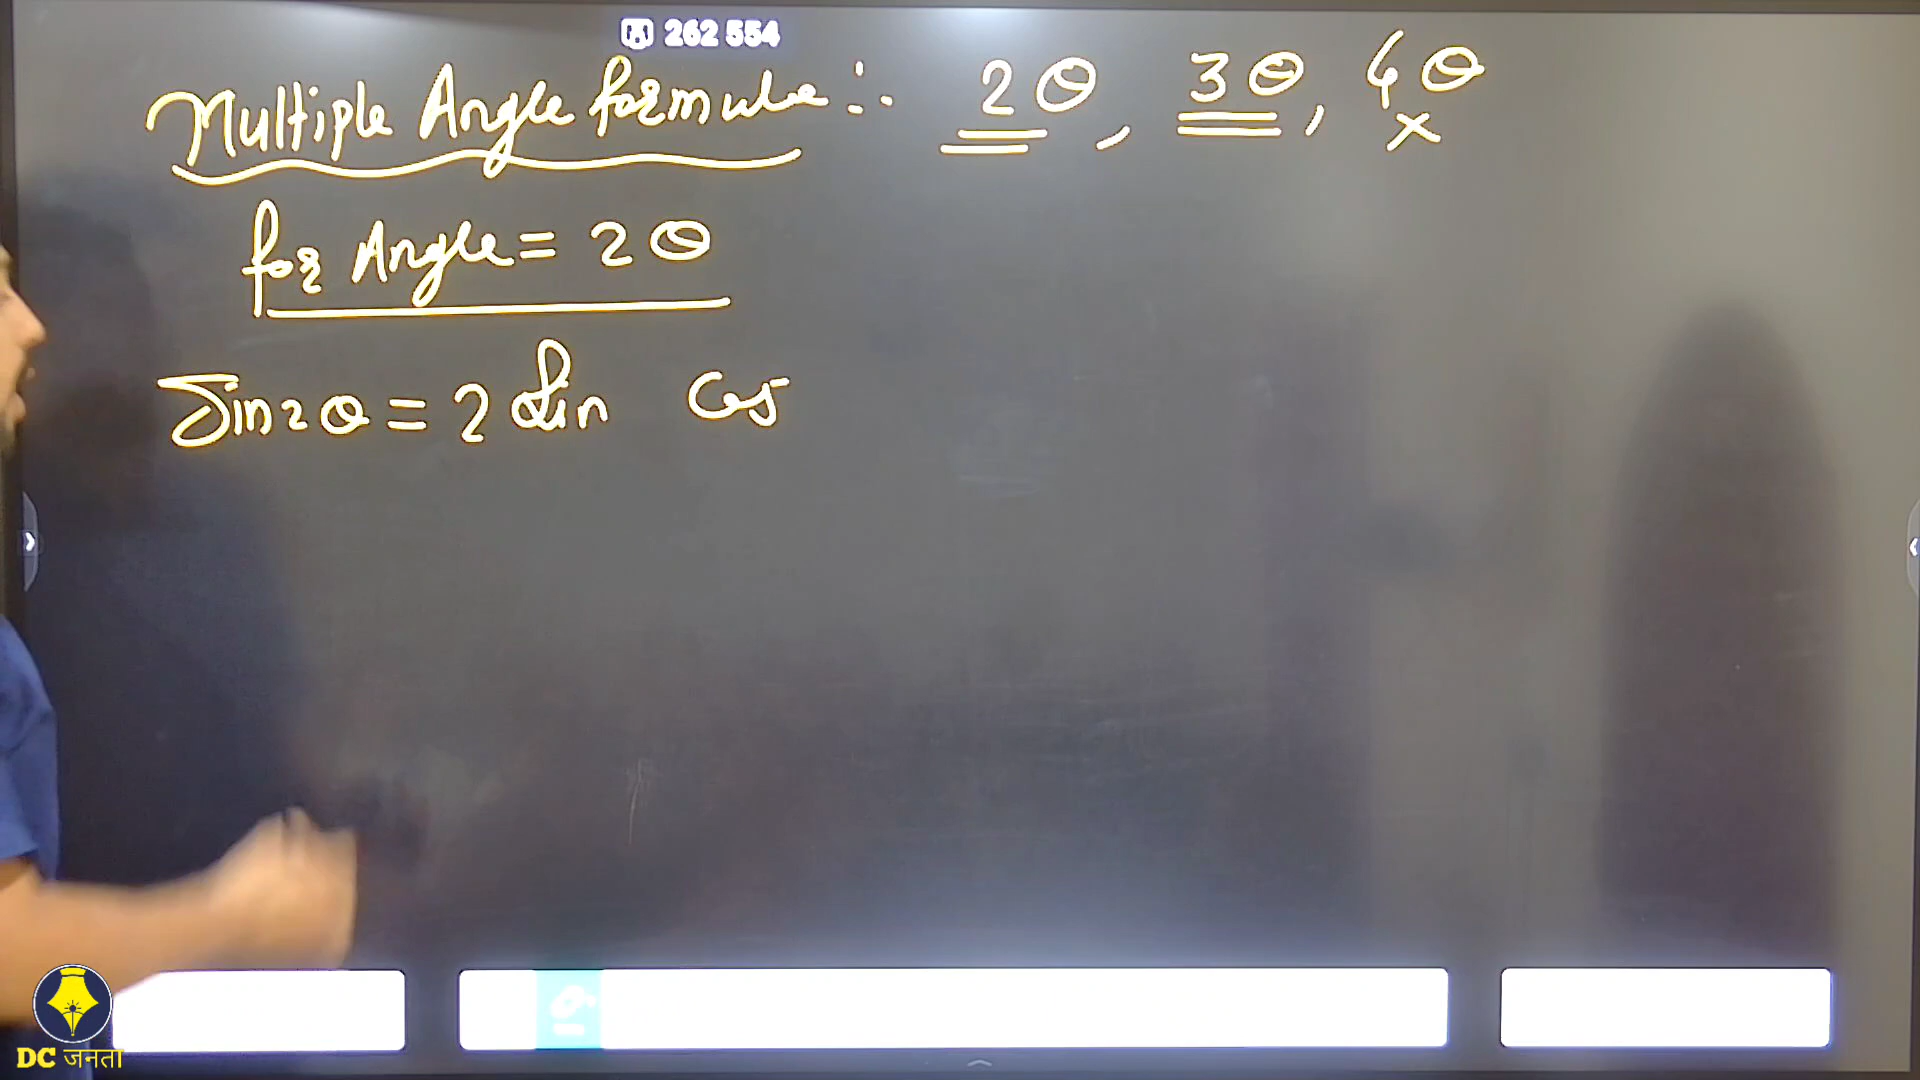 262 554
Multiple Angle formula :- 2θ, 3θ, 4θ
×
for Angle = 2θ
Sin2θ = 2 Sin Cos
DC जनता